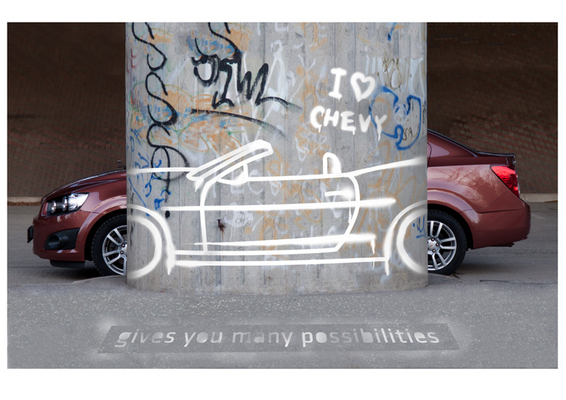 I ♡
CHEVY
gives you many possibilities